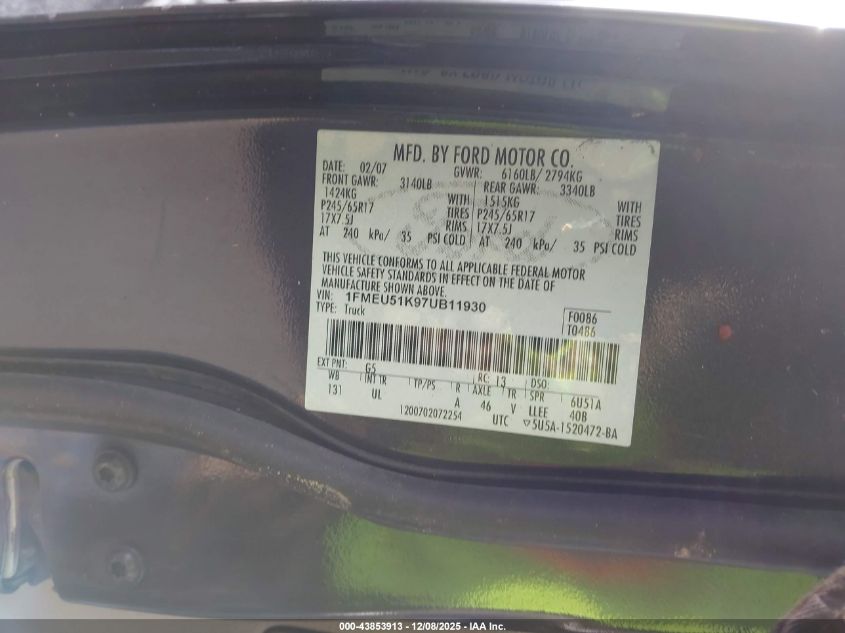 MFD. BY FORD MOTOR CO.
DATE: 02/07 GVWR: 6160LB/ 2794KG
FRONT GAWR: 3140LB REAR GAWR: 3340LB
1424KG WITH 1515KG WITH
P245/65R17 TIRES P245/65R17 TIRES
17X7.5J RIMS 17X7.5J RIMS
AT 240 kPa/ 35 PSI COLD AT 240 kPa/ 35 PSI COLD
THIS VEHICLE CONFORMS TO ALL APPLICABLE FEDERAL MOTOR
VEHICLE SAFETY STANDARDS IN EFFECT ON THE DATE OF
MANUFACTURE SHOWN ABOVE.
VIN: 1FMEU51K97UB11930
TYPE: Truck
F0086
T0486
EXT PNT: G5 RC: 13 DSO:
WB INT TR TP/PS R AXLE TR SPR 6U51A
131 UL A 46 V LLEE 40B
1200702072254 UTC ▽5U5A-1520472-BA
000-43853913 - 12/08/2025 - IAA Inc.